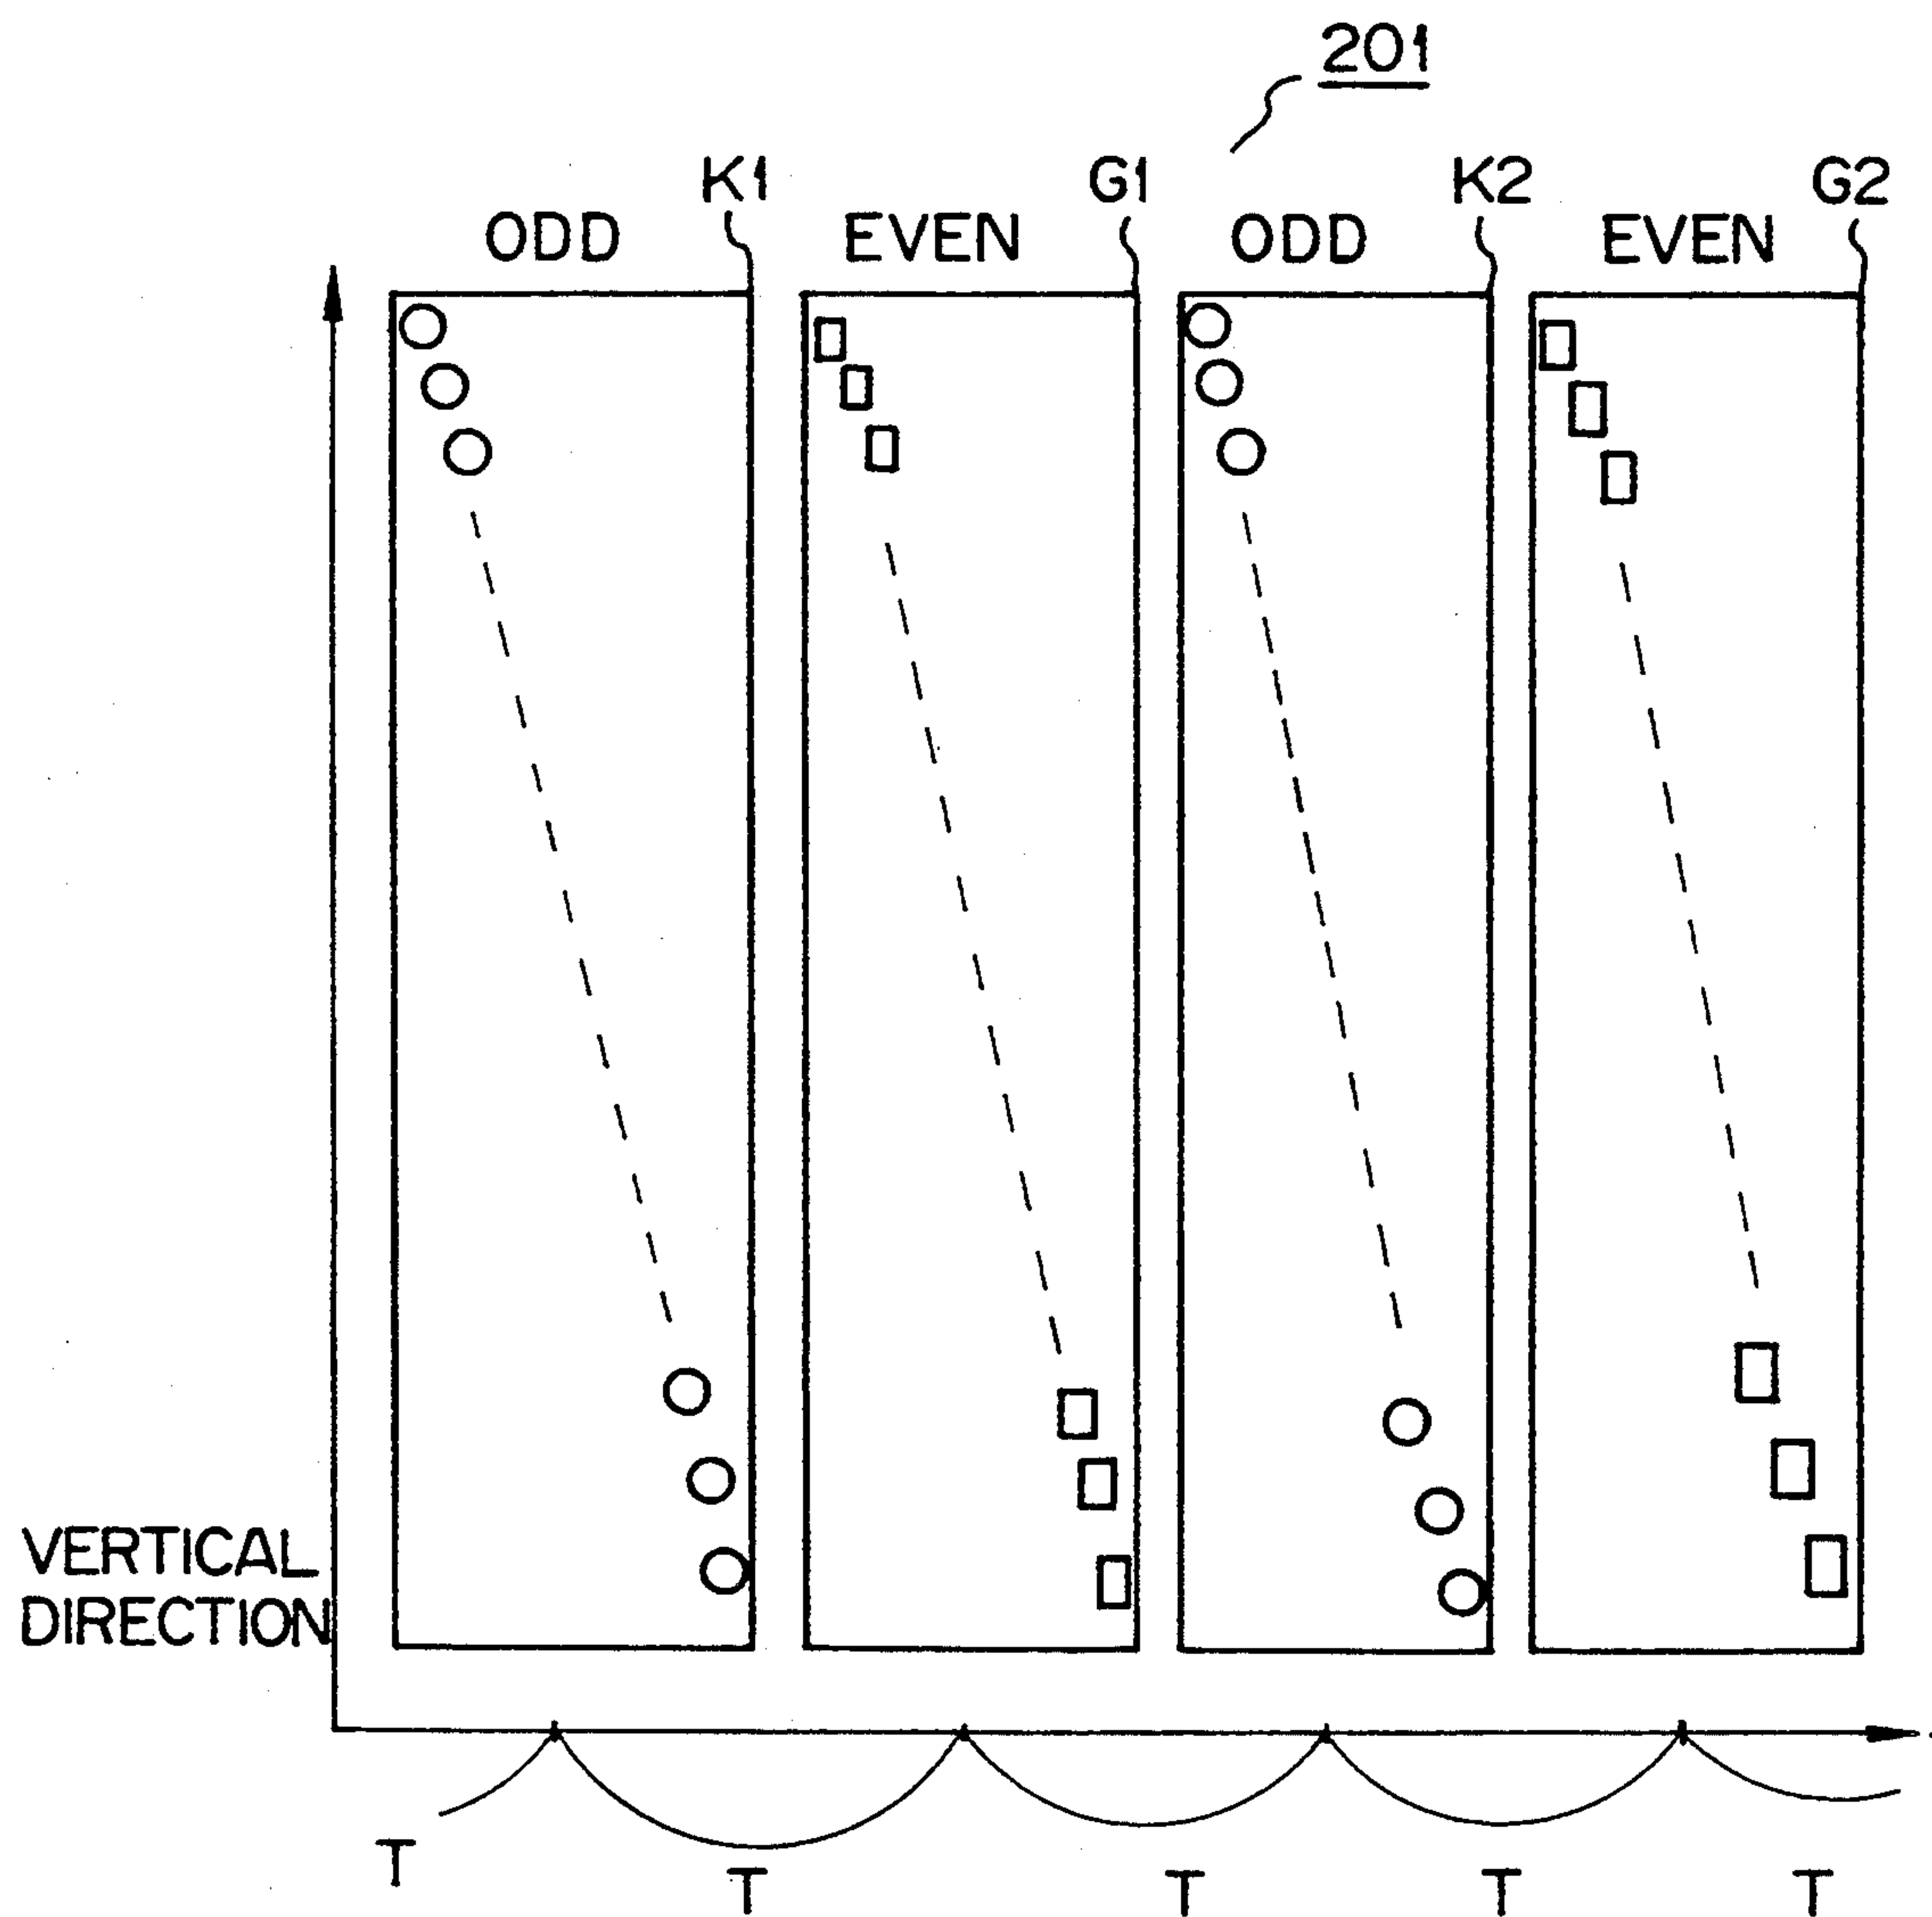 201
K1 G1 K2 G2
ODD EVEN ODD EVEN
VERTICAL
DIRECTION
T T T T T